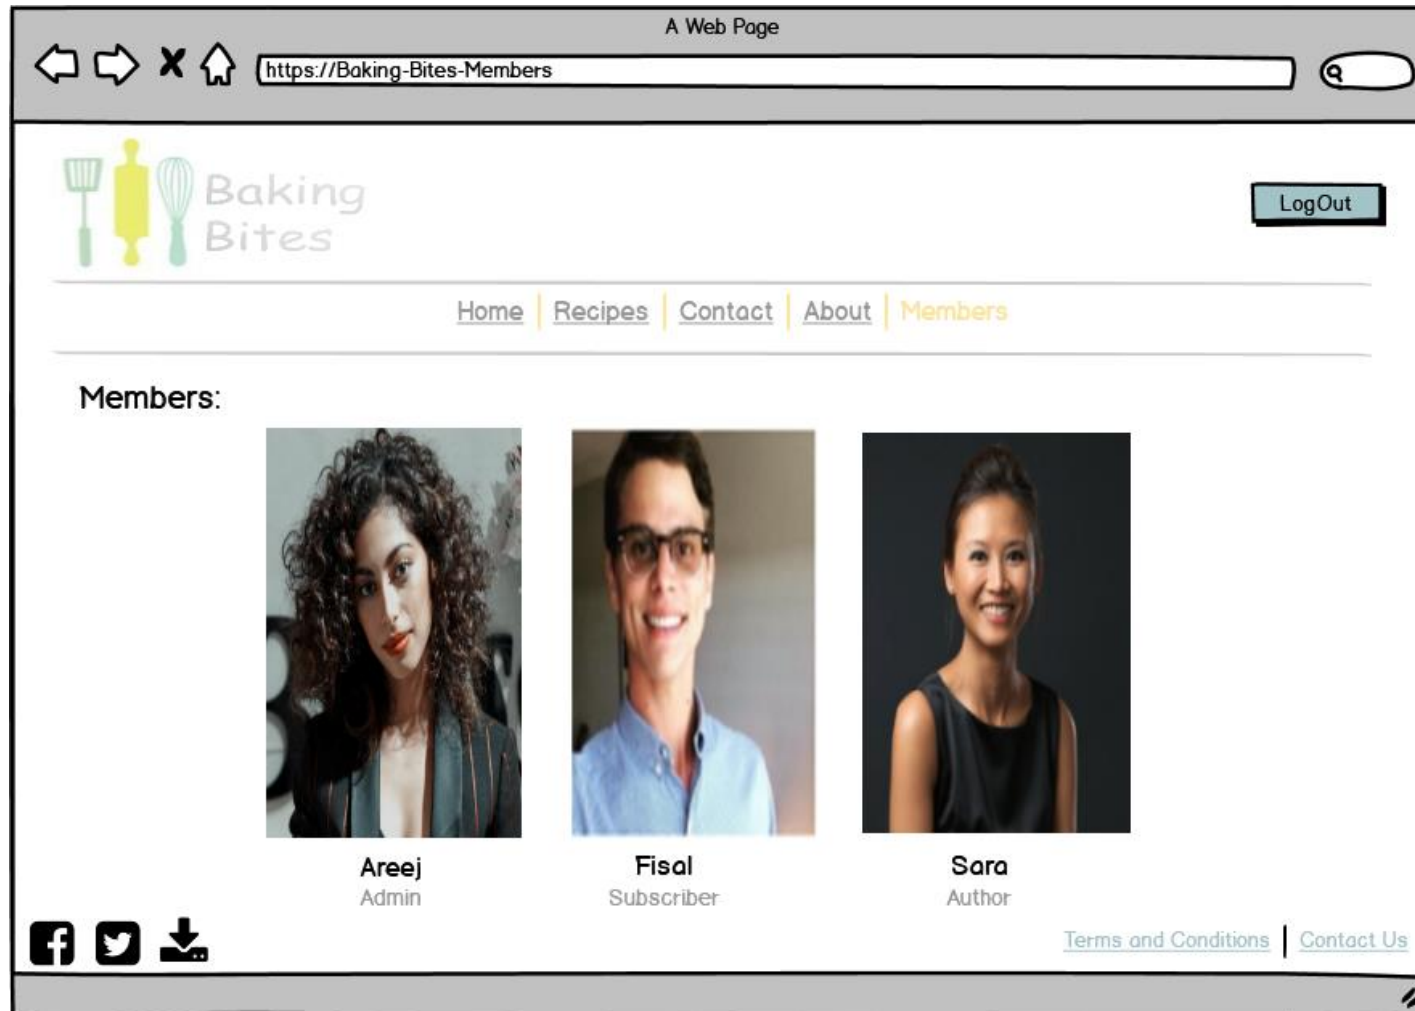 A Web Page
https://Baking-Bites-Members
Baking
Bites
LogOut
Home Recipes Contact About Members
Members:
Areej Fisal Sara
Admin Subscriber Author
Terms and Conditions Contact Us